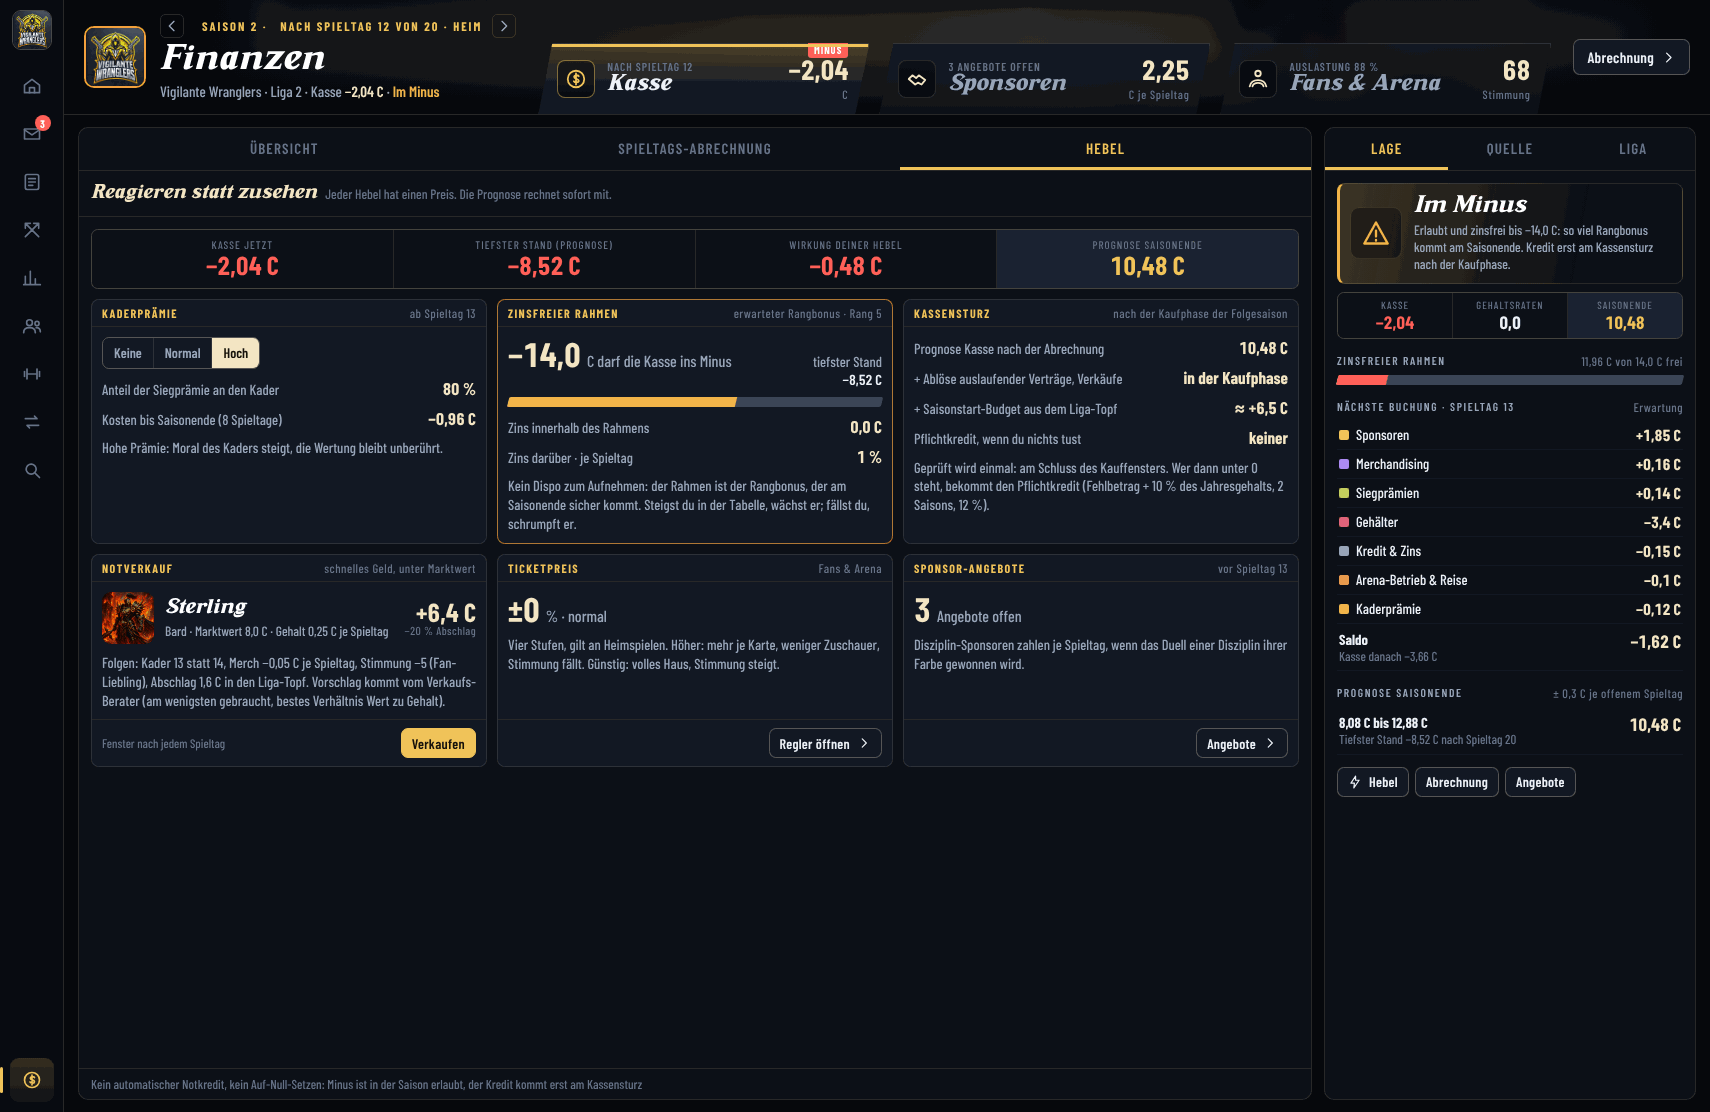 SAISON 2 · NACH SPIELTAG 12 VON 20 · HEIM
Finanzen
Vigilante Wranglers · Liga 2 · Kasse −2,04 C · Im Minus
VIGILANTE
WRANGLERS
3
NACH SPIELTAG 12
Kasse
MINUS
−2,04
C
3 ANGEBOTE OFFEN
Sponsoren
2,25
C je Spieltag
AUSLASTUNG 88 %
Fans & Arena
68
Stimmung
Abrechnung
ÜBERSICHT
SPIELTAGS-ABRECHNUNG
HEBEL
Reagieren statt zusehen Jeder Hebel hat einen Preis. Die Prognose rechnet sofort mit.
KASSE JETZT
−2,04 C
TIEFSTER STAND (PROGNOSE)
−8,52 C
WIRKUNG DEINER HEBEL
−0,48 C
PROGNOSE SAISONENDE
10,48 C
KADERPRÄMIE ab Spieltag 13
Keine Normal Hoch
Anteil der Siegprämie an den Kader 80 %
Kosten bis Saisonende (8 Spieltage) −0,96 C
Hohe Prämie: Moral des Kaders steigt, die Wertung bleibt unberührt.
ZINSFREIER RAHMEN erwarteter Rangbonus · Rang 5
−14,0 C darf die Kasse ins Minus
tiefster Stand
−8,52 C
Zins innerhalb des Rahmens 0,0 C
Zins darüber · je Spieltag 1 %
Kein Dispo zum Aufnehmen: der Rahmen ist der Rangbonus, der am
Saisonende sicher kommt. Steigst du in der Tabelle, wächst er; fällst du,
schrumpft er.
KASSENSTURZ nach der Kaufphase der Folgesaison
Prognose Kasse nach der Abrechnung 10,48 C
+ Ablöse auslaufender Verträge, Verkäufe in der Kaufphase
+ Saisonstart-Budget aus dem Liga-Topf ≈ +6,5 C
Pflichtkredit, wenn du nichts tust keiner
Geprüft wird einmal: am Schluss des Kauffensters. Wer dann unter 0
steht, bekommt den Pflichtkredit (Fehlbetrag + 10 % des Jahresgehalts, 2
Saisons, 12 %).
NOTVERKAUF schnelles Geld, unter Marktwert
Sterling
Bard · Marktwert 8,0 C · Gehalt 0,25 C je Spieltag
+6,4 C
−20 % Abschlag
Folgen: Kader 13 statt 14, Merch −0,05 C je Spieltag, Stimmung −5 (Fan-
Liebling), Abschlag 1,6 C in den Liga-Topf. Vorschlag kommt vom Verkaufs-
Berater (am wenigsten gebraucht, bestes Verhältnis Wert zu Gehalt).
Fenster nach jedem Spieltag
Verkaufen
TICKETPREIS Fans & Arena
±0 % · normal
Vier Stufen, gilt an Heimspielen. Höher: mehr je Karte, weniger Zuschauer,
Stimmung fällt. Günstig: volles Haus, Stimmung steigt.
Regler öffnen
SPONSOR-ANGEBOTE vor Spieltag 13
3 Angebote offen
Disziplin-Sponsoren zahlen je Spieltag, wenn das Duell einer Disziplin ihrer
Farbe gewonnen wird.
Angebote
Kein automatischer Notkredit, kein Auf-Null-Setzen: Minus ist in der Saison erlaubt, der Kredit kommt erst am Kassensturz
LAGE
QUELLE
LIGA
Im Minus
Erlaubt und zinsfrei bis −14,0 C: so viel Rangbonus
kommt am Saisonende. Kredit erst am Kassensturz
nach der Kaufphase.
KASSE
−2,04
GEHALTSRATEN
0,0
SAISONENDE
10,48
ZINSFREIER RAHMEN 11,96 C von 14,0 C frei
NÄCHSTE BUCHUNG · SPIELTAG 13 Erwartung
Sponsoren +1,85 C
Merchandising +0,16 C
Siegprämien +0,14 C
Gehälter −3,4 C
Kredit & Zins −0,15 C
Arena-Betrieb & Reise −0,1 C
Kaderprämie −0,12 C
Saldo −1,62 C
Kasse danach −3,66 C
PROGNOSE SAISONENDE ± 0,3 C je offenem Spieltag
8,08 C bis 12,88 C 10,48 C
Tiefster Stand −8,52 C nach Spieltag 20
Hebel
Abrechnung
Angebote